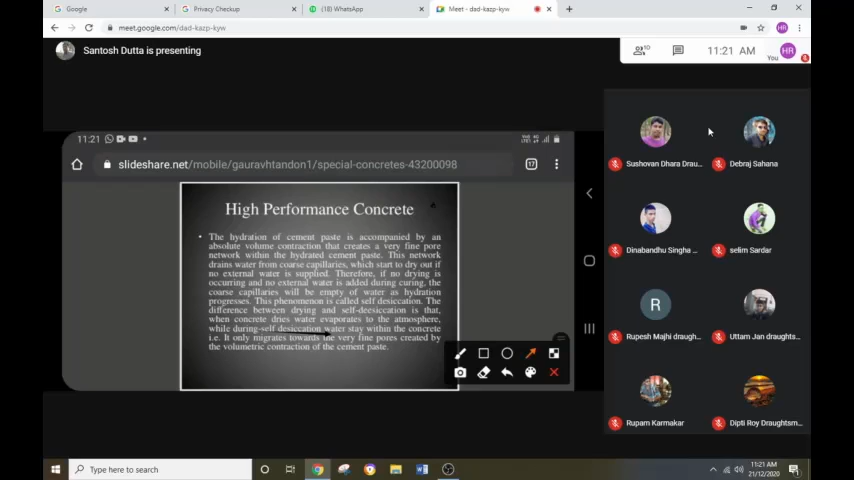 Google
Privacy Checkup
(18) WhatsApp
Meet - dad-kazp-kyw
meet.google.com/dad-kazp-kyw
HR
Santosh Dutta is presenting
10
11:21 AM
You
HR
11:21
slideshare.net/mobile/gauravhtandon1/special-concretes-43200098
17
High Performance Concrete
• The hydration of cement paste is accompanied by an
absolute volume contraction that creates a very fine pore
network within the hydrated cement paste. This network
drains water from coarse capillaries, which start to dry out if
no external water is supplied. Therefore, if no drying is
occurring and no external water is added during curing, the
coarse capillaries will be empty of water as hydration
progresses. This phenomenon is called self desiccation. The
difference between drying and self-deesiccation is that,
when concrete dries water evaporates to the atmosphere,
while during-self desiccation water stay within the concrete
i.e. It only migrates towards the very fine pores created by
the volumetric contraction of the cement paste.
Sushovan Dhara Drau...
Debraj Sahana
Dinabandhu Singha ...
selim Sardar
R
Rupesh Majhi draugh...
Uttam Jan draughts...
Rupam Karmakar
Dipti Roy Draughtsm...
Type here to search
11:21 AM
21/12/2020